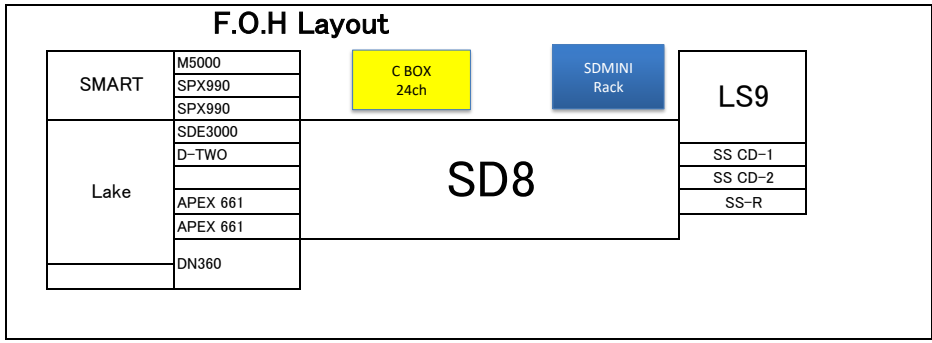 F.O.H Layout
SMART
M5000
SPX990
SPX990
C BOX
24ch
SDMINI
Rack
LS9
Lake
SDE3000
D-TWO
APEX 661
APEX 661
DN360
SD8
SS CD-1
SS CD-2
SS-R